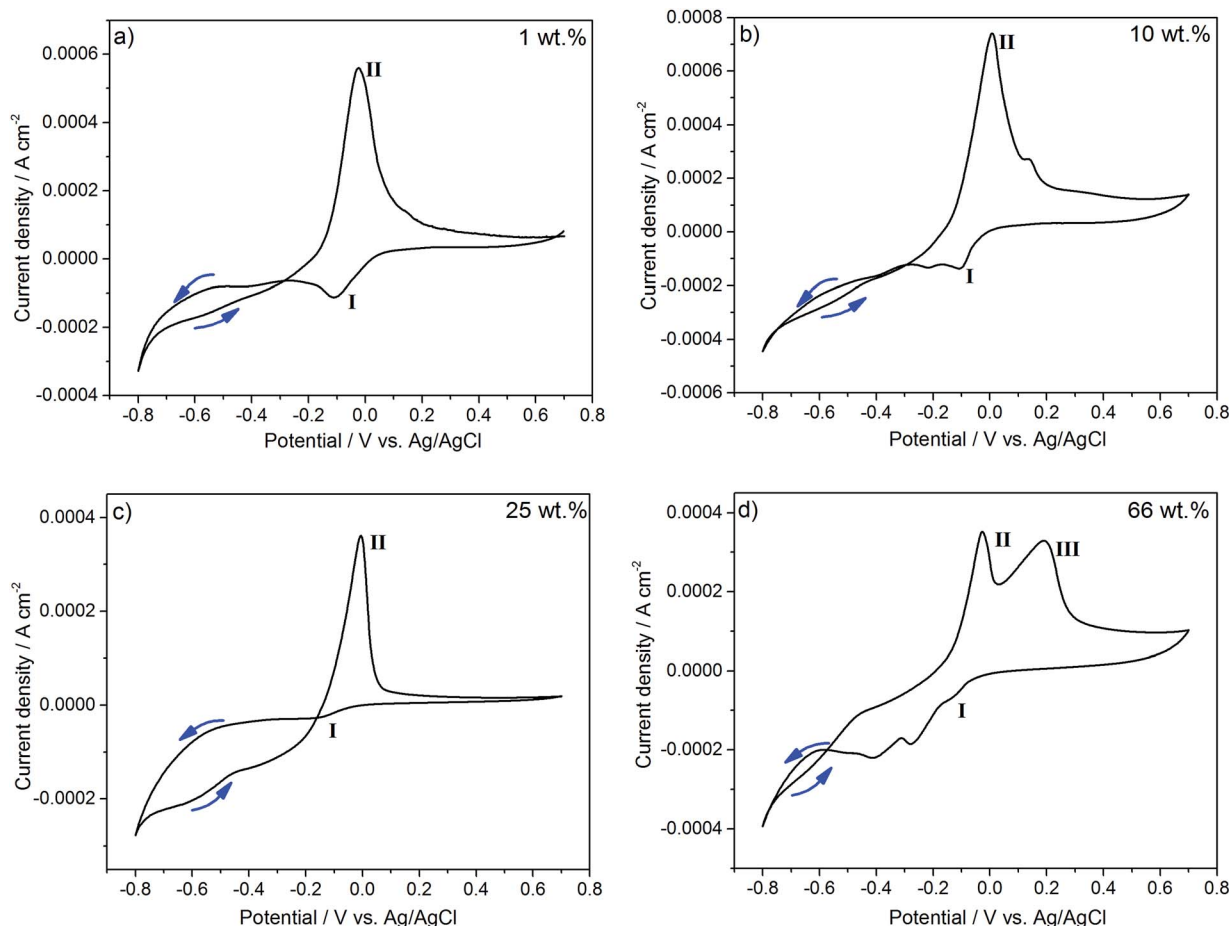 a)
1 wt.%
II
I
0.0006
0.0004
0.0002
0.0000
-0.0002
-0.0004
Current density / A cm⁻²
-0.8 -0.6 -0.4 -0.2 0.0 0.2 0.4 0.6 0.8
Potential / V vs. Ag/AgCl
b)
10 wt.%
II
I
0.0008
0.0006
0.0004
0.0002
0.0000
-0.0002
-0.0004
-0.0006
Current density / A cm⁻²
-0.8 -0.6 -0.4 -0.2 0.0 0.2 0.4 0.6 0.8
Potential / V vs. Ag/AgCl
c)
25 wt.%
II
I
0.0004
0.0002
0.0000
-0.0002
Current density / A cm⁻²
-0.8 -0.6 -0.4 -0.2 0.0 0.2 0.4 0.6 0.8
Potential / V vs. Ag/AgCl
d)
66 wt.%
II
III
I
0.0004
0.0002
0.0000
-0.0002
-0.0004
Current density / A cm⁻²
-0.8 -0.6 -0.4 -0.2 0.0 0.2 0.4 0.6 0.8
Potential / V vs. Ag/AgCl